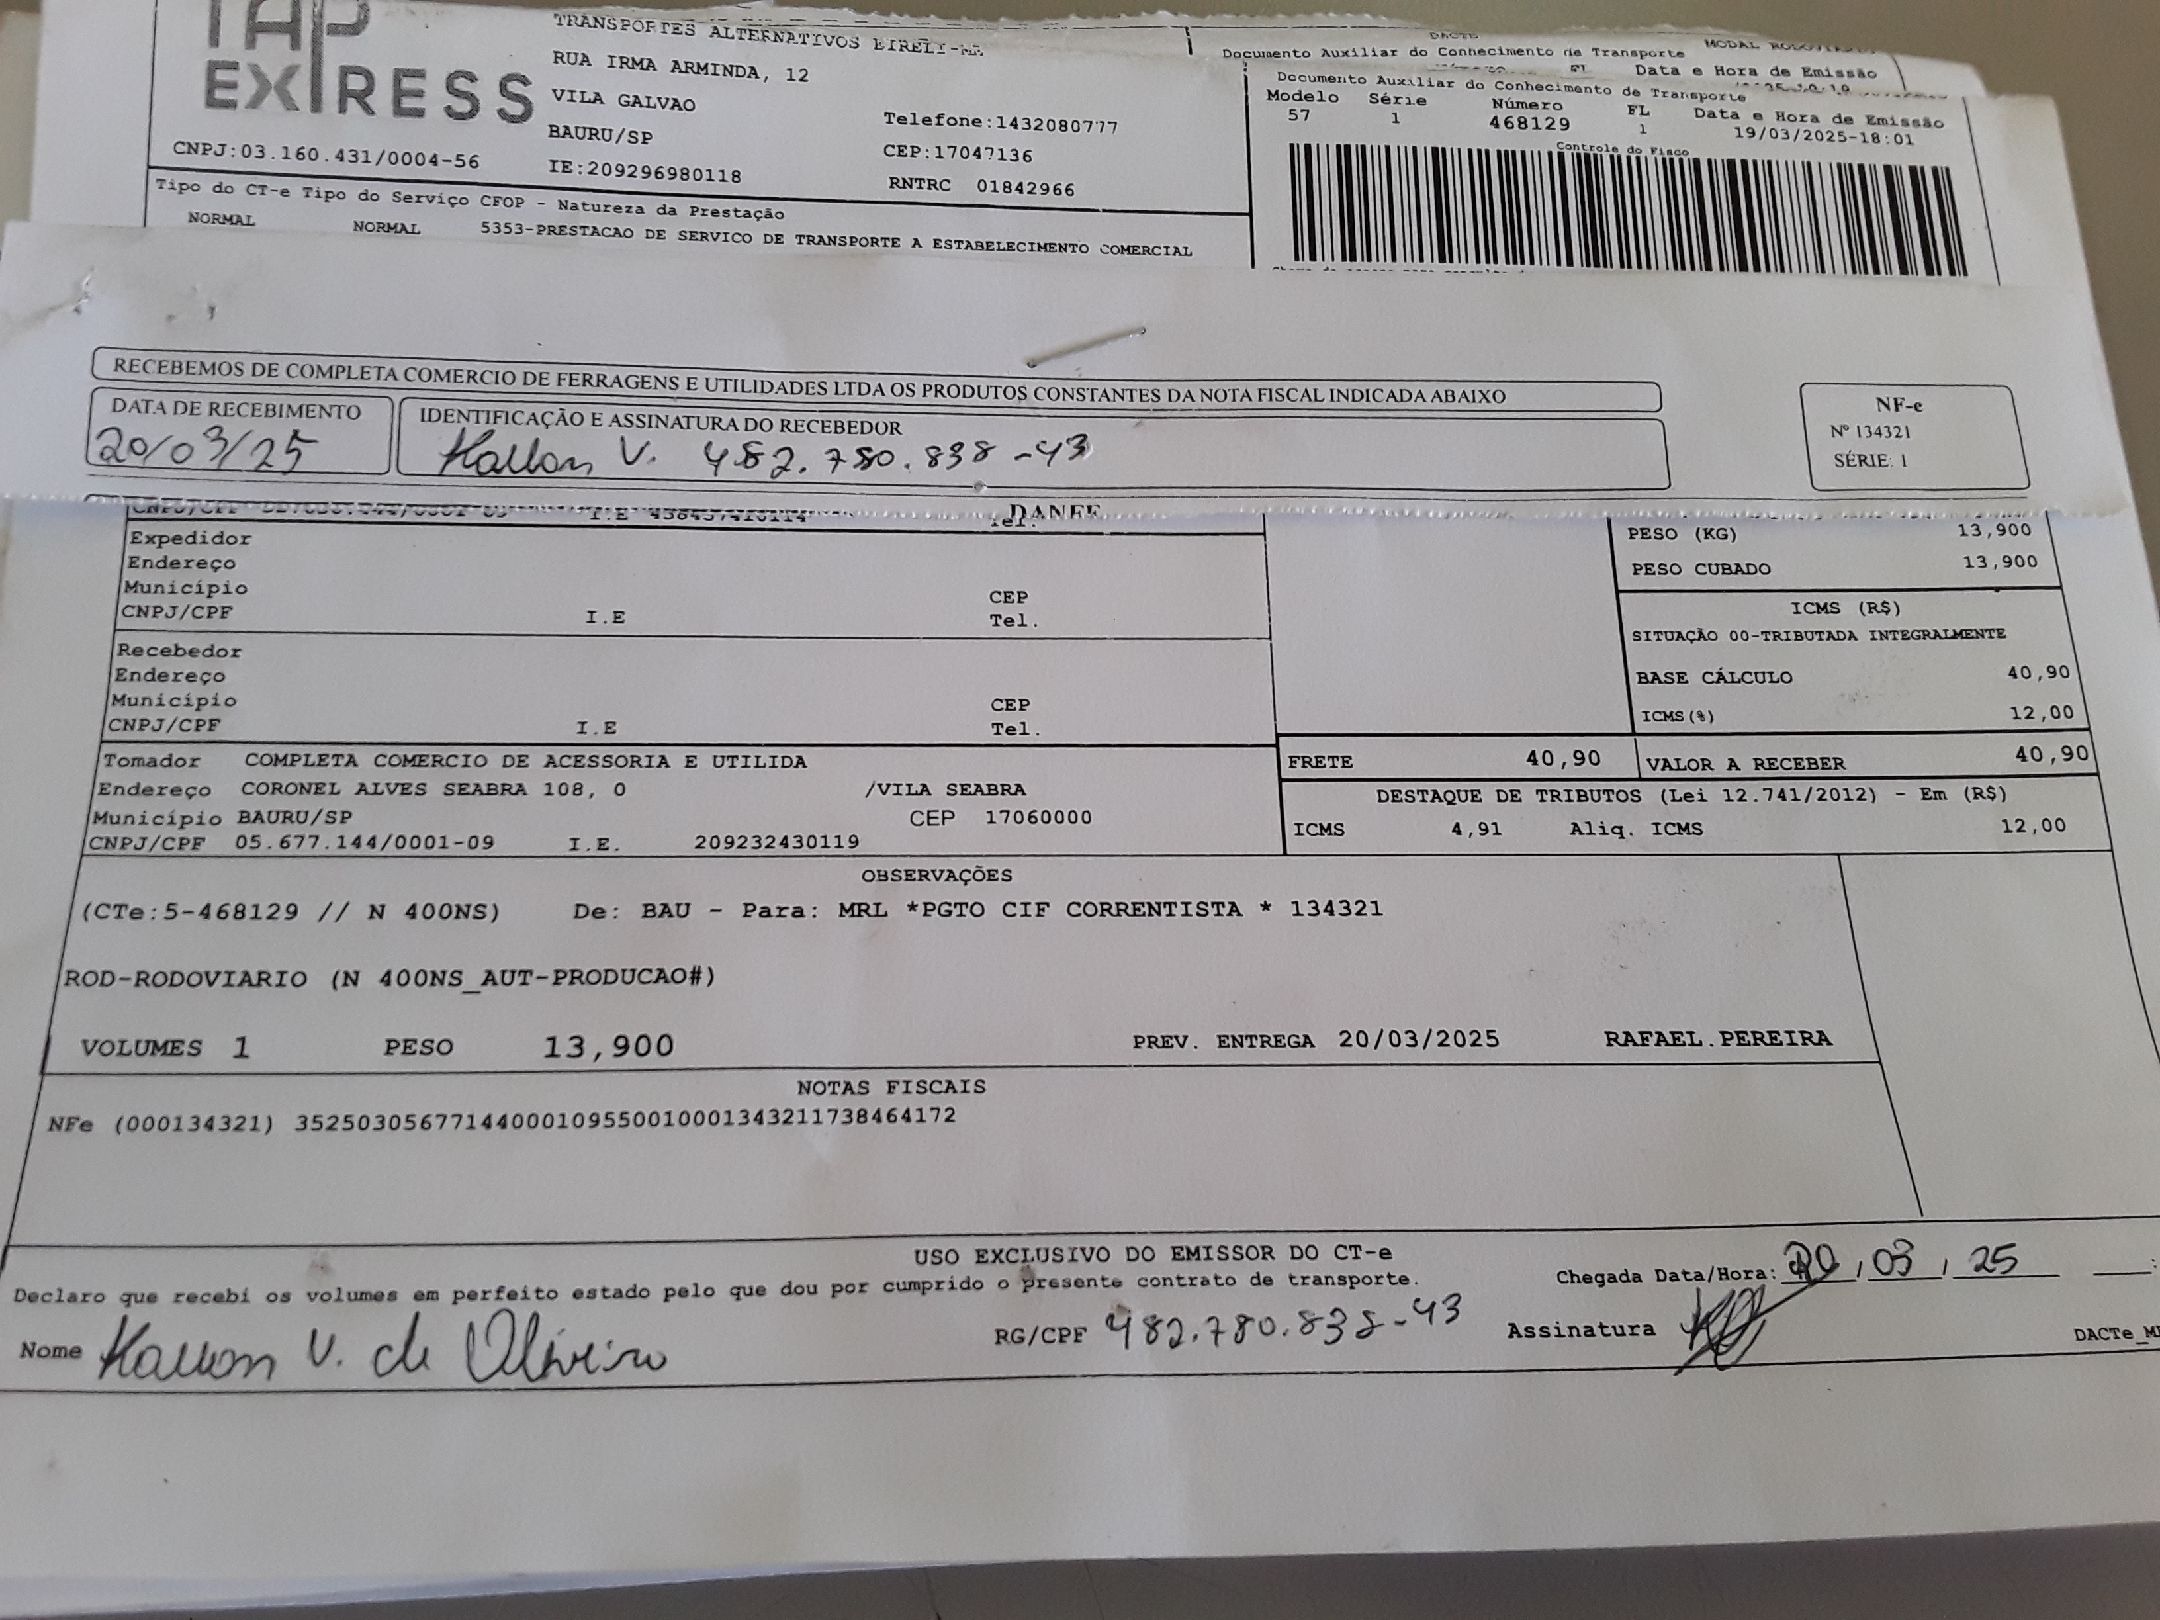 TAP
EXPRESS
CNPJ:03.160.431/0004-56
TRANSPORTES ALTERNATIVOS EIRELI-ME
RUA IRMA ARMINDA, 12
VILA GALVAO
BAURU/SP
IE:209296980118
Telefone:1432080777
CEP:17047136
RNTRC 01842966
Tipo do CT-e Tipo do Serviço CFOP - Natureza da Prestação
NORMAL NORMAL 5353-PRESTACAO DE SERVICO DE TRANSPORTE A ESTABELECIMENTO COMERCIAL
DACTE
Documento Auxiliar do Conhecimento de Transporte
FL Data e Hora de Emissão
Documento Auxiliar do Conhecimento de Transporte
Modelo Série Número FL Data e Hora de Emissão
57 1 468129 1 19/03/2025-18:01
Controle do Fisco
RECEBEMOS DE COMPLETA COMERCIO DE FERRAGENS E UTILIDADES LTDA OS PRODUTOS CONSTANTES DA NOTA FISCAL INDICADA ABAIXO
DATA DE RECEBIMENTO
20/03/25
IDENTIFICAÇÃO E ASSINATURA DO RECEBEDOR
V. 482.780.838-43
NF-e
Nº 134321
SÉRIE: 1
DANFE
CNPJ/CPF I.E Tel.
Expedidor
Endereço
Município CEP
CNPJ/CPF I.E Tel.
Recebedor
Endereço
Município CEP
CNPJ/CPF I.E Tel.
PESO (KG) 13,900
PESO CUBADO 13,900
ICMS (R$)
SITUAÇÃO 00-TRIBUTADA INTEGRALMENTE
BASE CÁLCULO 40,90
ICMS(%) 12,00
Tomador COMPLETA COMERCIO DE ACESSORIA E UTILIDA
Endereço CORONEL ALVES SEABRA 108, 0 /VILA SEABRA
Município BAURU/SP CEP 17060000
CNPJ/CPF 05.677.144/0001-09 I.E. 209232430119
FRETE 40,90 VALOR A RECEBER 40,90
DESTAQUE DE TRIBUTOS (Lei 12.741/2012) - Em (R$)
ICMS 4,91 Aliq. ICMS 12,00
OBSERVAÇÕES
(CTe:5-468129 // N 400NS) De: BAU - Para: MRL *PGTO CIF CORRENTISTA * 134321
ROD-RODOVIARIO (N 400NS_AUT-PRODUCAO#)
VOLUMES 1 PESO 13,900 PREV. ENTREGA 20/03/2025 RAFAEL.PEREIRA
NOTAS FISCAIS
NFe (000134321) 35250305677144000109550010001343211738464172
USO EXCLUSIVO DO EMISSOR DO CT-e
Declaro que recebi os volumes em perfeito estado pelo que dou por cumprido o presente contrato de transporte.
Chegada Data/Hora: 20, 03, 25 :
Nome V. de Oliveira
RG/CPF 482.780.838-43
Assinatura